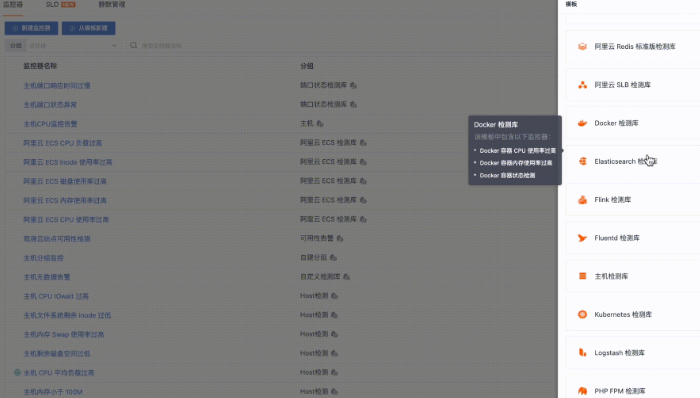 监控器 SLO NEW 静默管理
新建监控器 从模板新建
分组
监控器名称 分组
主机端口响应时间过慢 端口状态检测库
主机端口状态异常 端口状态检测库
主机CPU监控告警 主机
阿里云 ECS CPU 负载过高 阿里云 ECS 检测库
阿里云 ECS Inode 使用率过高 阿里云 ECS 检测库
阿里云 ECS 磁盘使用率过高 阿里云 ECS 检测库
阿里云 ECS 内存使用率过高 阿里云 ECS 检测库
阿里云 ECS CPU 使用率过高 阿里云 ECS 检测库
观测云站点可用性检测 可用性告警
主机分组监控 自建分组
主机无数据告警 自定义检测库
主机 CPU IOwait 过高 Host检测
主机文件系统剩余 inode 过低 Host检测
主机内存 Swap 使用率过高 Host检测
主机剩余磁盘空间过低 Host检测
主机 CPU 平均负载过高 Host检测
主机内存小于 100M Host检测
Docker 检测库
该模板中包含以下监控器:
Docker 容器 CPU 使用率过高
Docker 容器内存使用率过高
Docker 容器状态检测
模板
阿里云 Redis 标准版检测库
阿里云 SLB 检测库
Docker 检测库
Elasticsearch 检测库
Flink 检测库
Fluentd 检测库
主机检测库
Kubernetes 检测库
Logstash 检测库
PHP FPM 检测库